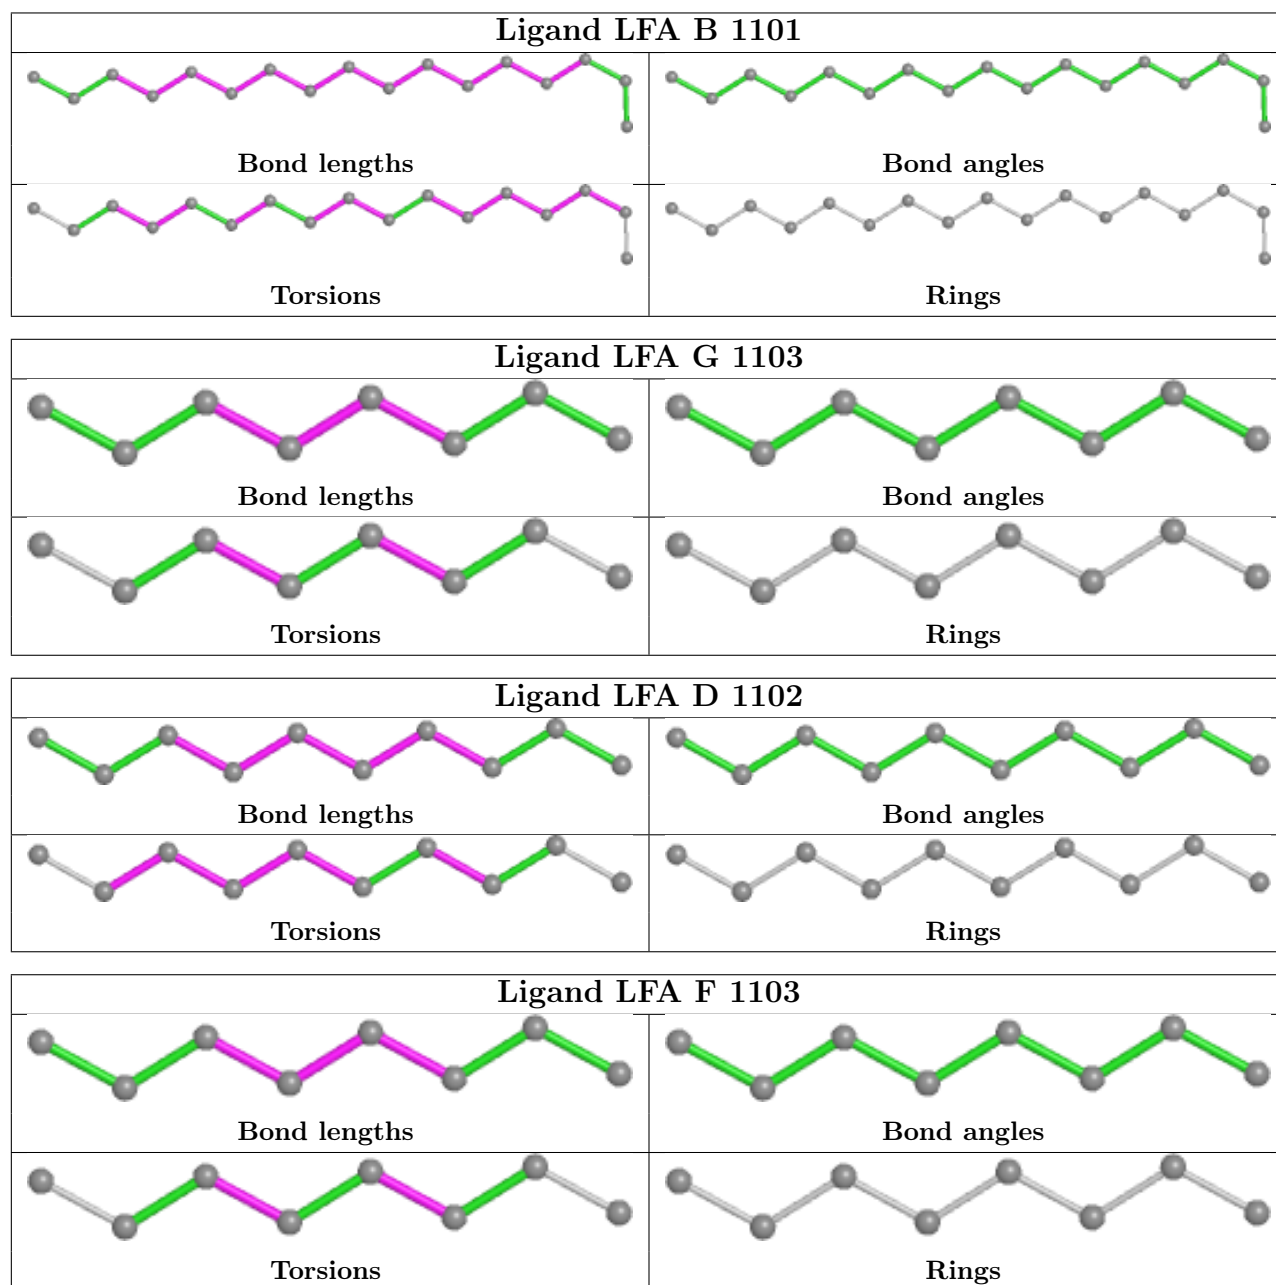 Ligand LFA B 1101
Bond lengths
Bond angles
Torsions
Rings
Ligand LFA G 1103
Bond lengths
Bond angles
Torsions
Rings
Ligand LFA D 1102
Bond lengths
Bond angles
Torsions
Rings
Ligand LFA F 1103
Bond lengths
Bond angles
Torsions
Rings